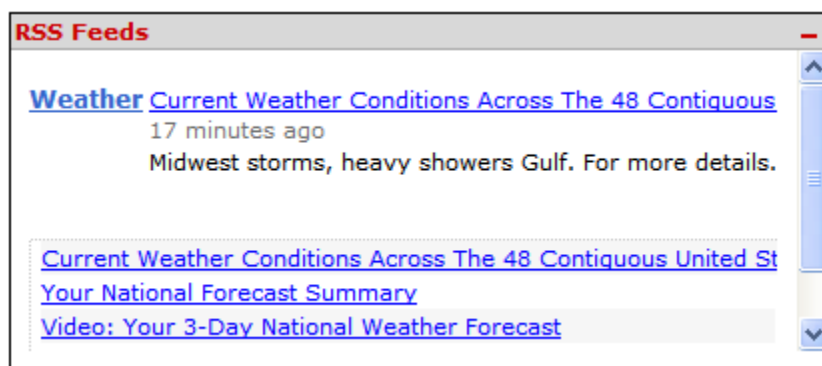 RSS Feeds
Weather Current Weather Conditions Across The 48 Contiguous
17 minutes ago
Midwest storms, heavy showers Gulf. For more details.
Current Weather Conditions Across The 48 Contiguous United St
Your National Forecast Summary
Video: Your 3-Day National Weather Forecast